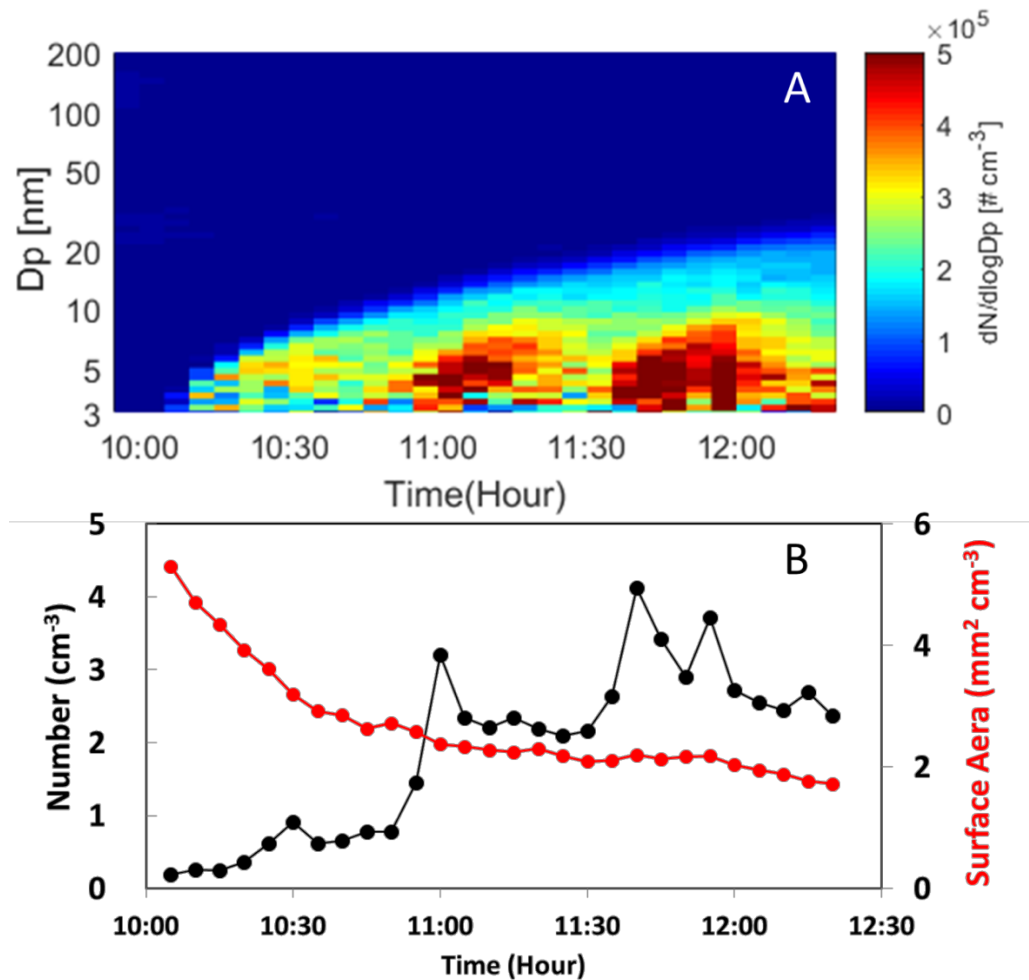 ×10⁵
A
200
100
50
20
10
5
3
Dp [nm]
10:00 10:30 11:00 11:30 12:00
Time(Hour)
5
4
3
2
1
0
dN/dlogDp [# cm⁻³]
B
5
4
3
2
1
0
Number (cm⁻³)
6
4
2
0
Surface Aera (mm² cm⁻³)
10:00 10:30 11:00 11:30 12:00 12:30
Time (Hour)